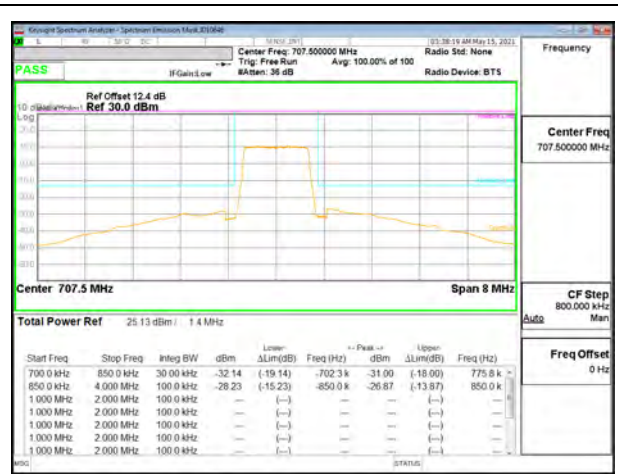 Keysight Spectrum Analyzer - Spectrum Emission Mask
RF
50 Ω
DC
SENSE:INT
03:38:19 AM May 15, 2021
Center Freq: 707.500000 MHz
Radio Std: None
Frequency
Trig: Free Run
Avg: 100.00% of 100
PASS
IFGain:Low
#Atten: 36 dB
Radio Device: BTS
Ref Offset 12.4 dB
10 dB/div
Ref 30.0 dBm
Log
Center Freq
707.500000 MHz
Center 707.5 MHz
Span 8 MHz
CF Step
800.000 kHz
Auto
Man
Total Power Ref
25.13 dBm / 1.4 MHz
Lower
<- Peak ->
Upper
Freq Offset
0 Hz
Start Freq Stop Freq Integ BW dBm ΔLim(dB) Freq (Hz) dBm ΔLim(dB) Freq (Hz)
700.0 kHz 850.0 kHz 30.00 kHz -32.14 (-19.14) -702.3 k -31.00 (-18.00) 775.8 k
850.0 kHz 4.000 MHz 100.0 kHz -28.23 (-15.23) -850.0 k -26.87 (-13.87) 850.0 k
1.000 MHz 2.000 MHz 100.0 kHz --- (---) --- --- (---) ---
1.000 MHz 2.000 MHz 100.0 kHz --- (---) --- --- (---) ---
1.000 MHz 2.000 MHz 100.0 kHz --- (---) --- --- (---) ---
1.000 MHz 2.000 MHz 100.0 kHz --- (---) --- --- (---) ---
1.000 MHz 2.000 MHz 100.0 kHz --- (---) --- --- (---) ---
MSG
STATUS